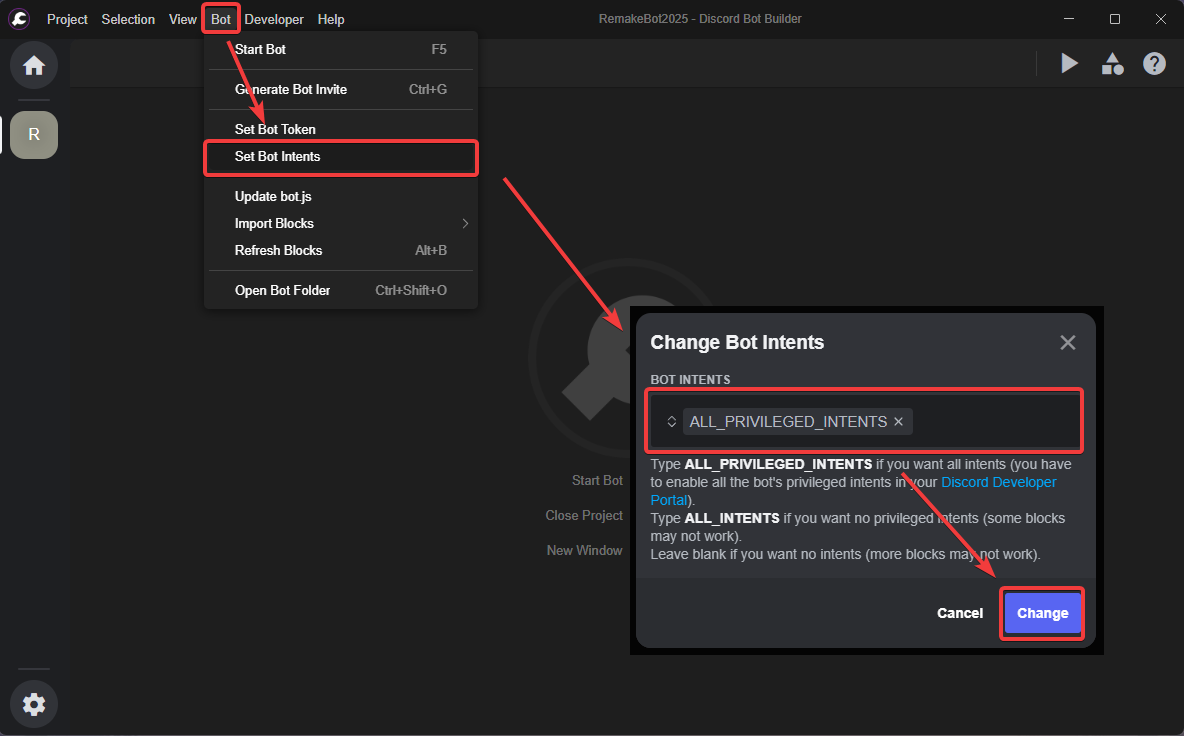 Project Selection View Bot Developer Help
RemakeBot2025 - Discord Bot Builder
R
Start Bot F5
Generate Bot Invite Ctrl+G
Set Bot Token
Set Bot Intents
Update bot.js
Import Blocks
Refresh Blocks Alt+B
Open Bot Folder Ctrl+Shift+O
Start Bot
Close Project
New Window
Change Bot Intents
BOT INTENTS
ALL_PRIVILEGED_INTENTS
Type ALL_PRIVILEGED_INTENTS if you want all intents (you have
to enable all the bot's privileged intents in your Discord Developer
Portal).
Type ALL_INTENTS if you want no privileged intents (some blocks
may not work).
Leave blank if you want no intents (more blocks may not work).
Cancel Change